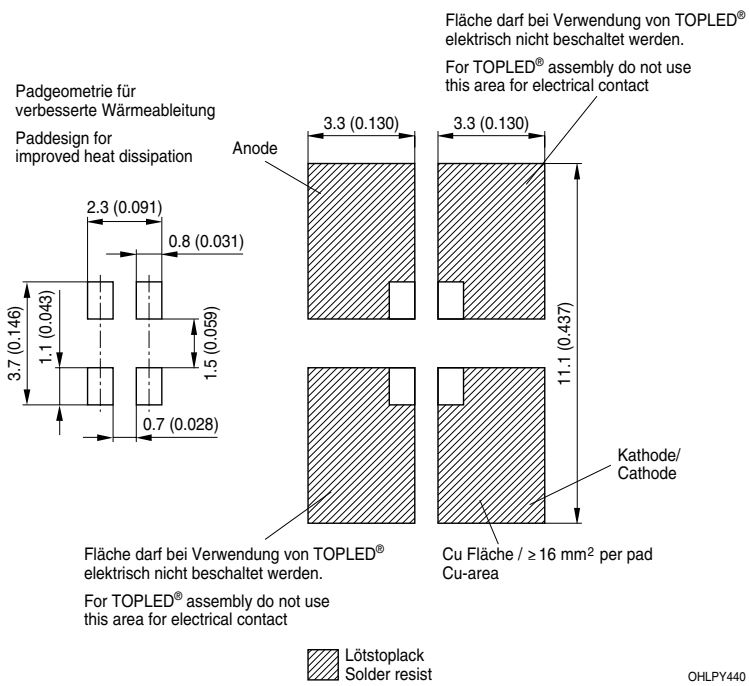 Fläche darf bei Verwendung von TOPLED®
elektrisch nicht beschaltet werden.
For TOPLED® assembly do not use
this area for electrical contact
Padgeometrie für
verbesserte Wärmeableitung
Paddesign for
improved heat dissipation
Anode
3.3 (0.130)
3.3 (0.130)
2.3 (0.091)
0.8 (0.031)
3.7 (0.146)
1.1 (0.043)
1.5 (0.059)
0.7 (0.028)
11.1 (0.437)
Kathode/
Cathode
Cu Fläche / ≥ 16 mm² per pad
Cu-area
Fläche darf bei Verwendung von TOPLED®
elektrisch nicht beschaltet werden.
For TOPLED® assembly do not use
this area for electrical contact
Lötstoplack
Solder resist
OHLPY440